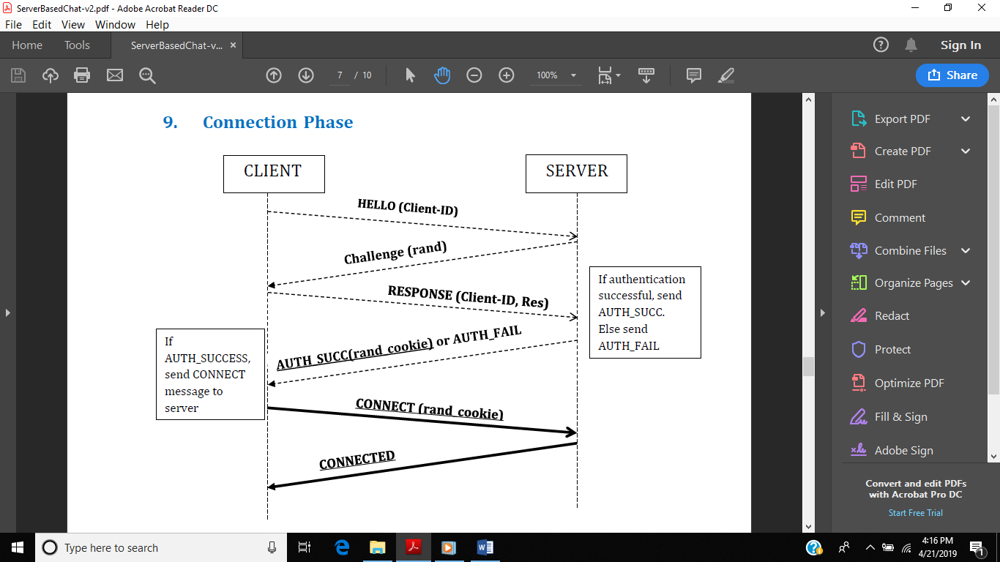 ServerBasedChat-v2.pdf - Adobe Acrobat Reader DC
File Edit View Window Help
Home Tools ServerBasedChat-v... × Sign In
7 / 10 100% Share
9. Connection Phase
CLIENT
SERVER
HELLO (Client-ID)
Challenge (rand)
If authentication
successful, send
AUTH_SUCC.
Else send
AUTH_FAIL
RESPONSE (Client-ID, Res)
AUTH_SUCC(rand_cookie) or AUTH_FAIL
If
AUTH_SUCCESS,
send CONNECT
message to
server
CONNECT (rand_cookie)
CONNECTED
Export PDF
Create PDF
Edit PDF
Comment
Combine Files
Organize Pages
Redact
Protect
Optimize PDF
Fill & Sign
Adobe Sign
Convert and edit PDFs
with Acrobat Pro DC
Start Free Trial
Type here to search
4:16 PM
4/21/2019
1